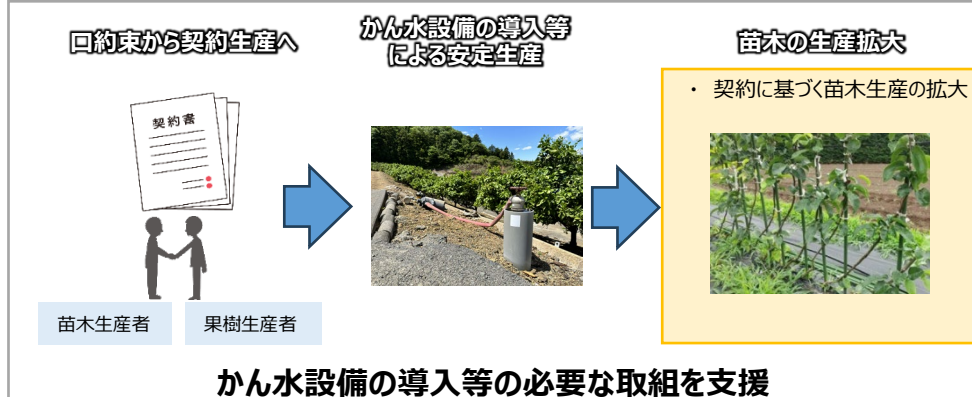 口約束から契約生産へ
契約書
苗木生産者
果樹生産者
かん水設備の導入等
による安定生産
苗木の生産拡大
・ 契約に基づく苗木生産の拡大
かん水設備の導入等の必要な取組を支援